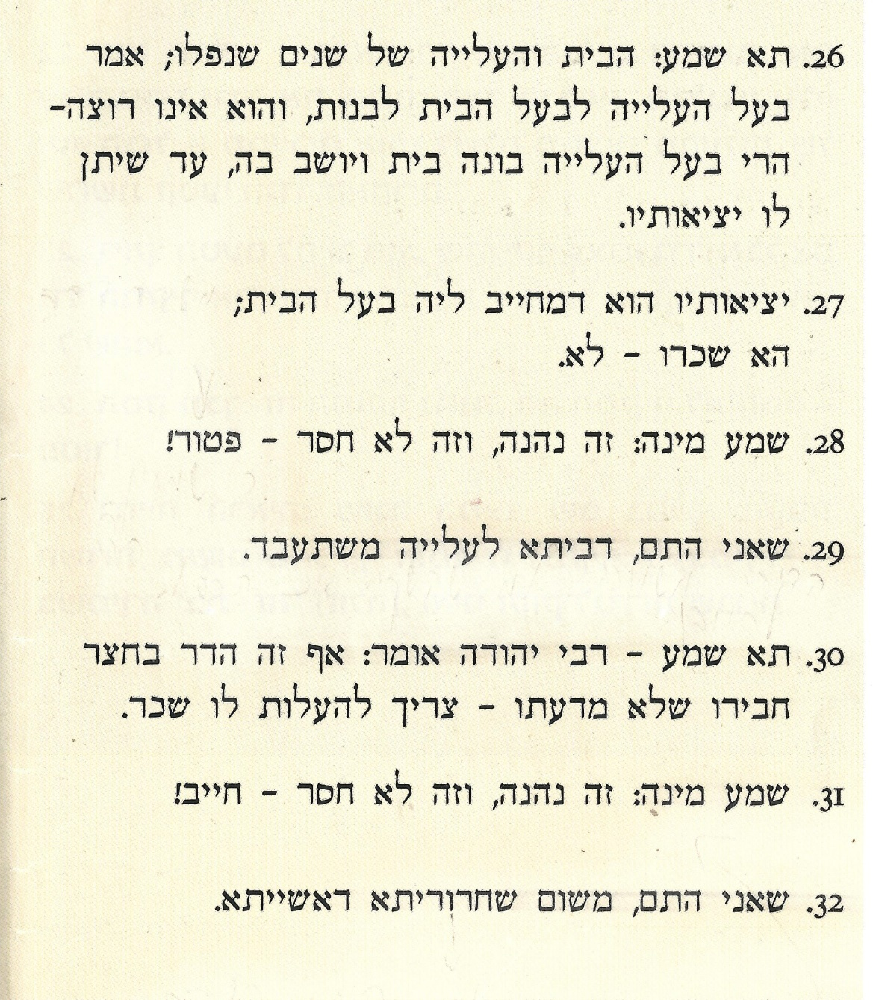 26. תא שמע: הבית והעלייה של שנים שנפלו; אמר
בעל העלייה לבעל הבית לבנות, והוא אינו רוצה-
הרי בעל העלייה בונה בית ויושב בה, עד שיתן
לו יציאותיו.
27. יציאותיו הוא דמחייב ליה בעל הבית;
הא שכרו - לא.
28. שמע מינה: זה נהנה, וזה לא חסר - פטור!
29. שאני התם, דביתא לעלייה משתעבד.
30. תא שמע - רבי יהודה אומר: אף זה הדר בחצר
חבירו שלא מדעתו - צריך להעלות לו שכר.
31. שמע מינה: זה נהנה, וזה לא חסר - חייב!
32. שאני התם, משום שחרוריתא דאשייתא.